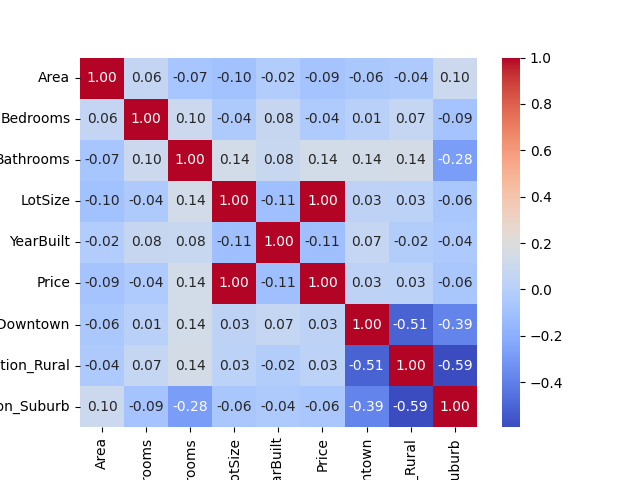 Area 1.00 0.06 -0.07 -0.10 -0.02 -0.09 -0.06 -0.04 0.10
Bedrooms 0.06 1.00 0.10 -0.04 0.08 -0.04 0.01 0.07 -0.09
Bathrooms -0.07 0.10 1.00 0.14 0.08 0.14 0.14 0.14 -0.28
LotSize -0.10 -0.04 0.14 1.00 -0.11 1.00 0.03 0.03 -0.06
YearBuilt -0.02 0.08 0.08 -0.11 1.00 -0.11 0.07 -0.02 -0.04
Price -0.09 -0.04 0.14 1.00 -0.11 1.00 0.03 0.03 -0.06
Downtown -0.06 0.01 0.14 0.03 0.07 0.03 1.00 -0.51 -0.39
tion_Rural -0.04 0.07 0.14 0.03 -0.02 0.03 -0.51 1.00 -0.59
on_Suburb 0.10 -0.09 -0.28 -0.06 -0.04 -0.06 -0.39 -0.59 1.00
Area
rooms
rooms
otSize
arBuilt
Price
ntown
_Rural
uburb
1.0
0.8
0.6
0.4
0.2
0.0
−0.2
−0.4